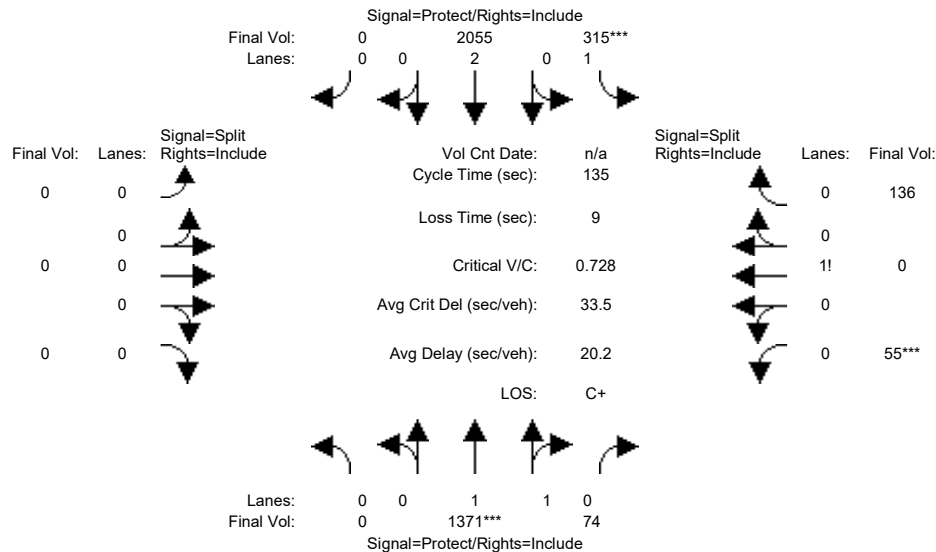 Signal=Protect/Rights=Include
Final Vol: 0 2055 315***
Lanes: 0 0 2 0 1
Signal=Split
Final Vol: Lanes: Rights=Include
Vol Cnt Date: n/a
Signal=Split
Rights=Include Lanes: Final Vol:
Cycle Time (sec): 135
0 0
0 136
Loss Time (sec): 9
0
0
0 0
Critical V/C: 0.728
1! 0
0
Avg Crit Del (sec/veh): 33.5
0
0 0
Avg Delay (sec/veh): 20.2
0 55***
LOS: C+
Lanes: 0 0 1 1 0
Final Vol: 0 1371*** 74
Signal=Protect/Rights=Include